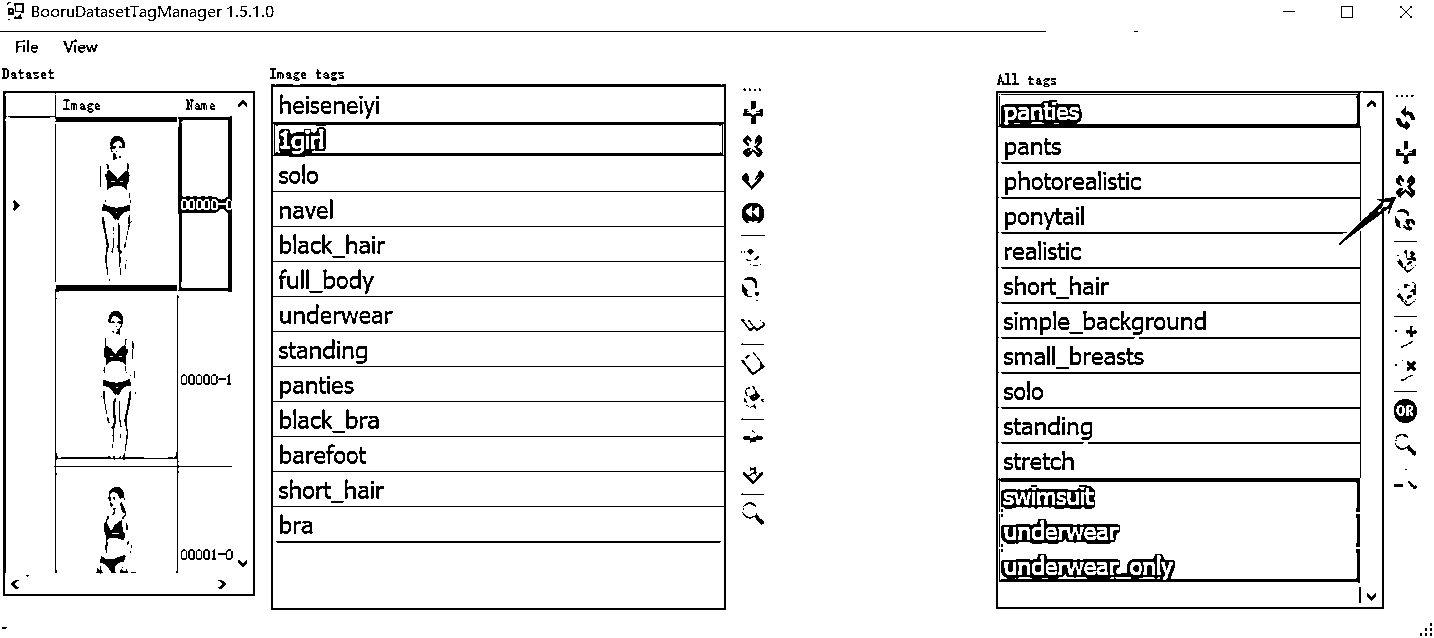 BooruDatasetTagManager 1.5.1.0
File View
Dataset
Image Name
00000-0
00000-1
00001-0
Image tags
heiseneiyi
1girl
solo
navel
black_hair
full_body
underwear
standing
panties
black_bra
barefoot
short_hair
bra
All tags
panties
pants
photorealistic
ponytail
realistic
short_hair
simple_background
small_breasts
solo
standing
stretch
swimsuit
underwear
underwear_only
OR